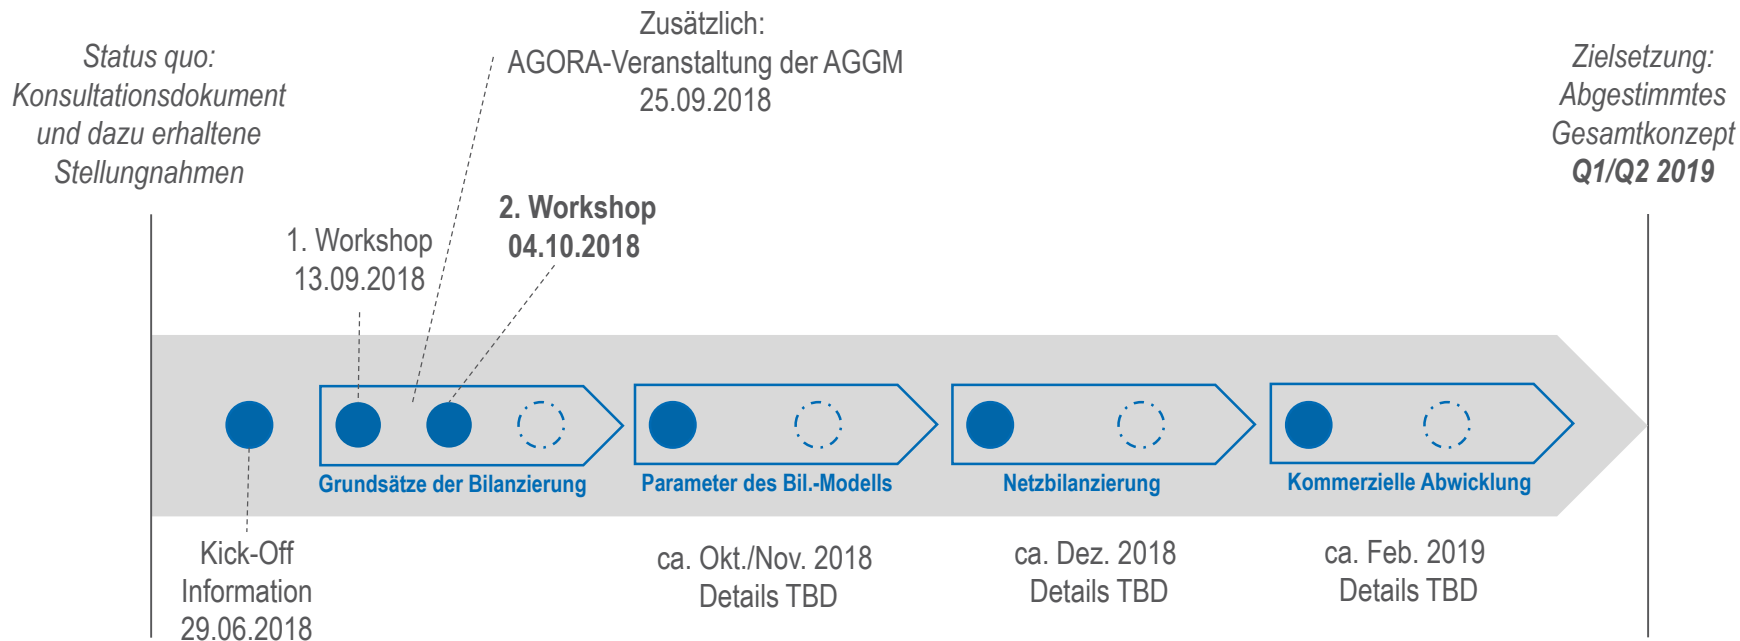 Status quo:
Konsultationsdokument
und dazu erhaltene
Stellungnahmen
Zusätzlich:
AGORA-Veranstaltung der AGGM
25.09.2018
Zielsetzung:
Abgestimmtes
Gesamtkonzept
Q1/Q2 2019
1. Workshop
13.09.2018
2. Workshop
04.10.2018
Grundsätze der Bilanzierung
Parameter des Bil.-Modells
Netzbilanzierung
Kommerzielle Abwicklung
Kick-Off
Information
29.06.2018
ca. Okt./Nov. 2018
Details TBD
ca. Dez. 2018
Details TBD
ca. Feb. 2019
Details TBD